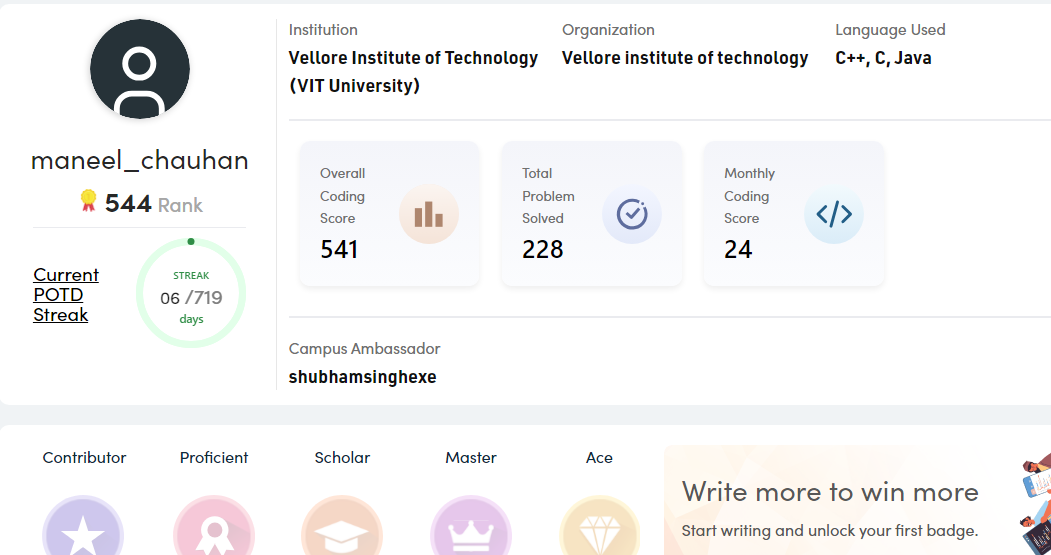 maneel_chauhan
544 Rank
Current
POTD
Streak
STREAK
06 /719
days
Institution
Vellore Institute of Technology
(VIT University)
Organization
Vellore institute of technology
Language Used
C++, C, Java
Overall
Coding
Score
541
Total
Problem
Solved
228
Monthly
Coding
Score
24
Campus Ambassador
shubhamsinghexe
Contributor
Proficient
Scholar
Master
Ace
Write more to win more
Start writing and unlock your first badge.